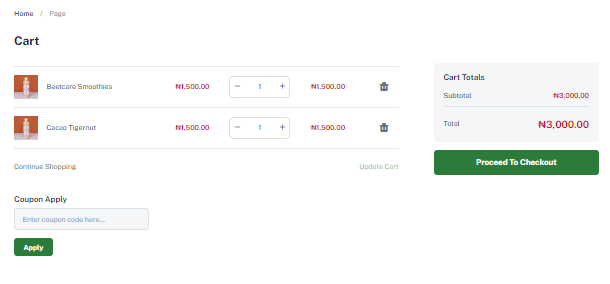 Home / Page
Cart
Beetcare Smoothies ₦1,500.00 − 1 + ₦1,500.00
Cacao Tigernut ₦1,500.00 − 1 + ₦1,500.00
Continue Shopping Update Cart
Coupon Apply
Enter coupon code here...
Apply
Cart Totals
Subtotal ₦3,000.00
Total ₦3,000.00
Proceed To Checkout